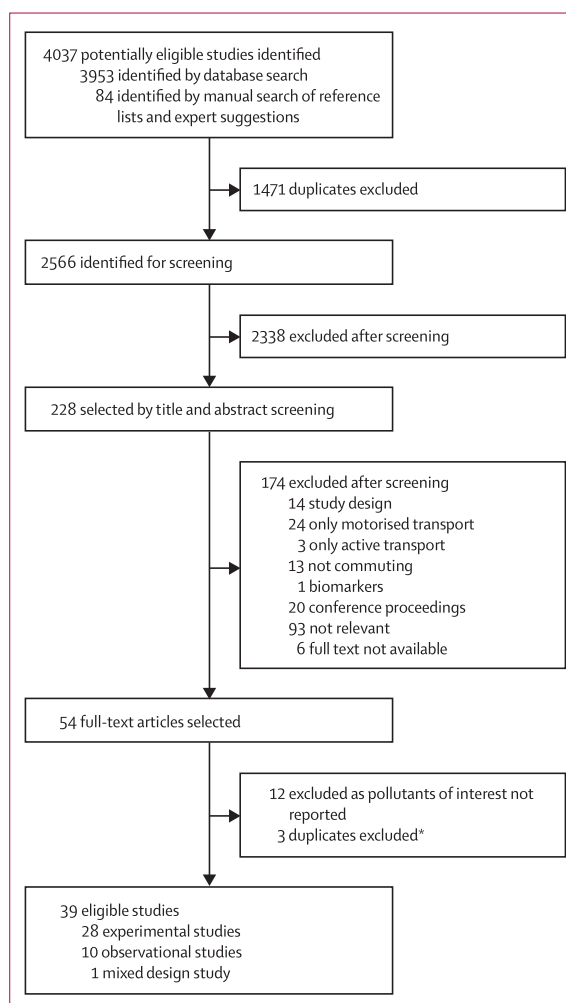 4037 potentially eligible studies identified
3953 identified by database search
84 identified by manual search of reference
lists and expert suggestions
1471 duplicates excluded
2566 identified for screening
2338 excluded after screening
228 selected by title and abstract screening
174 excluded after screening
14 study design
24 only motorised transport
3 only active transport
13 not commuting
1 biomarkers
20 conference proceedings
93 not relevant
6 full text not available
54 full-text articles selected
12 excluded as pollutants of interest not
reported
3 duplicates excluded*
39 eligible studies
28 experimental studies
10 observational studies
1 mixed design study